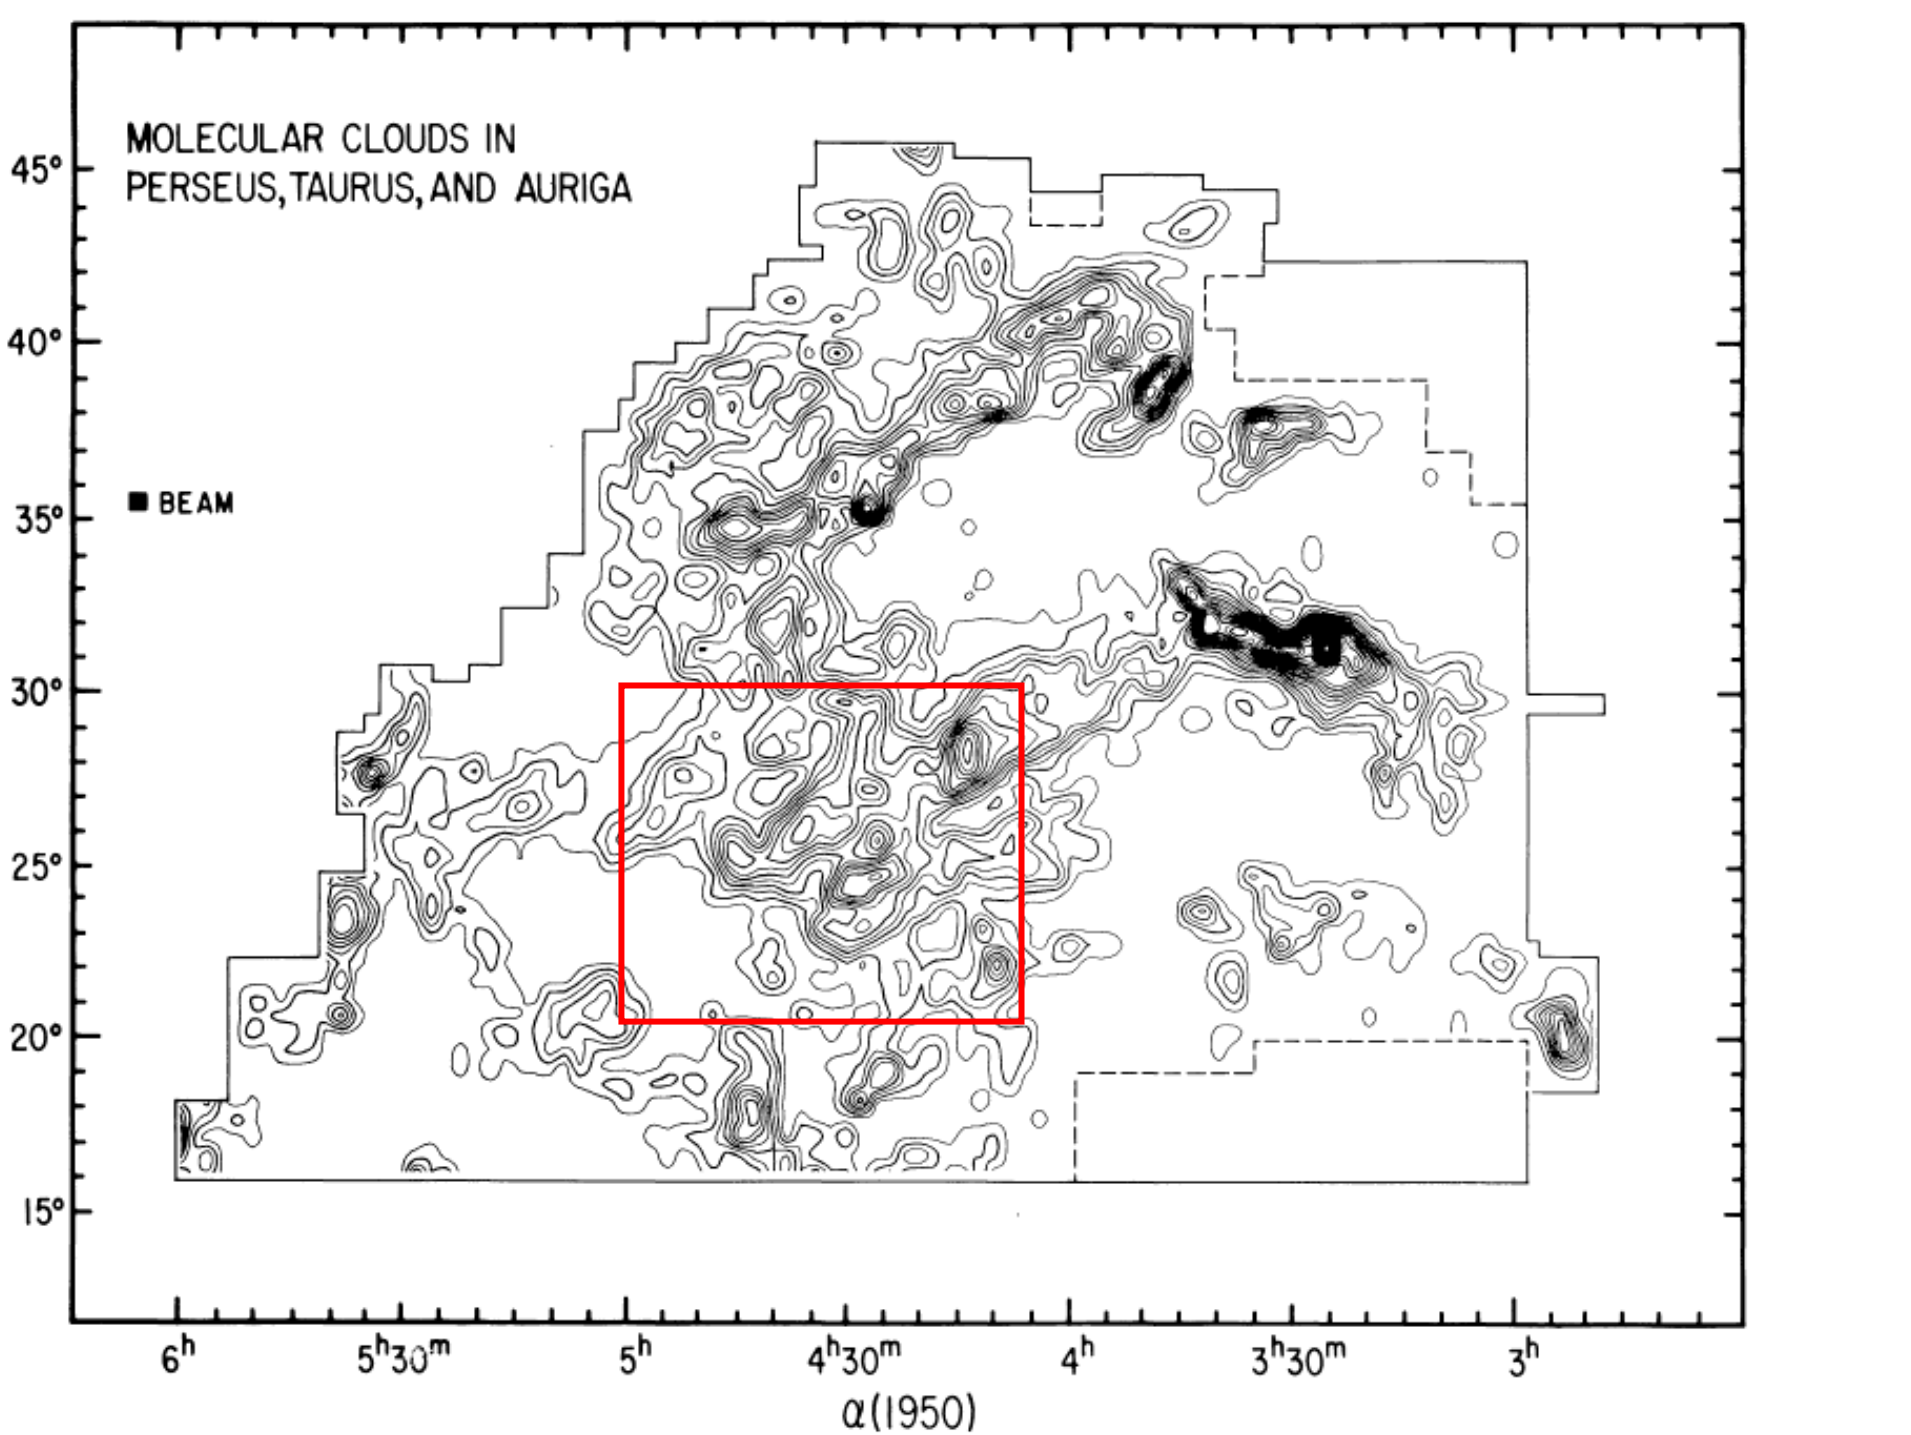 MOLECULAR CLOUDS IN
PERSEUS, TAURUS, AND AURIGA
45°
40°
BEAM
35°
30°
25°
20°
15°
6h 5h30m 5h 4h30m 4h 3h30m 3h
α(1950)